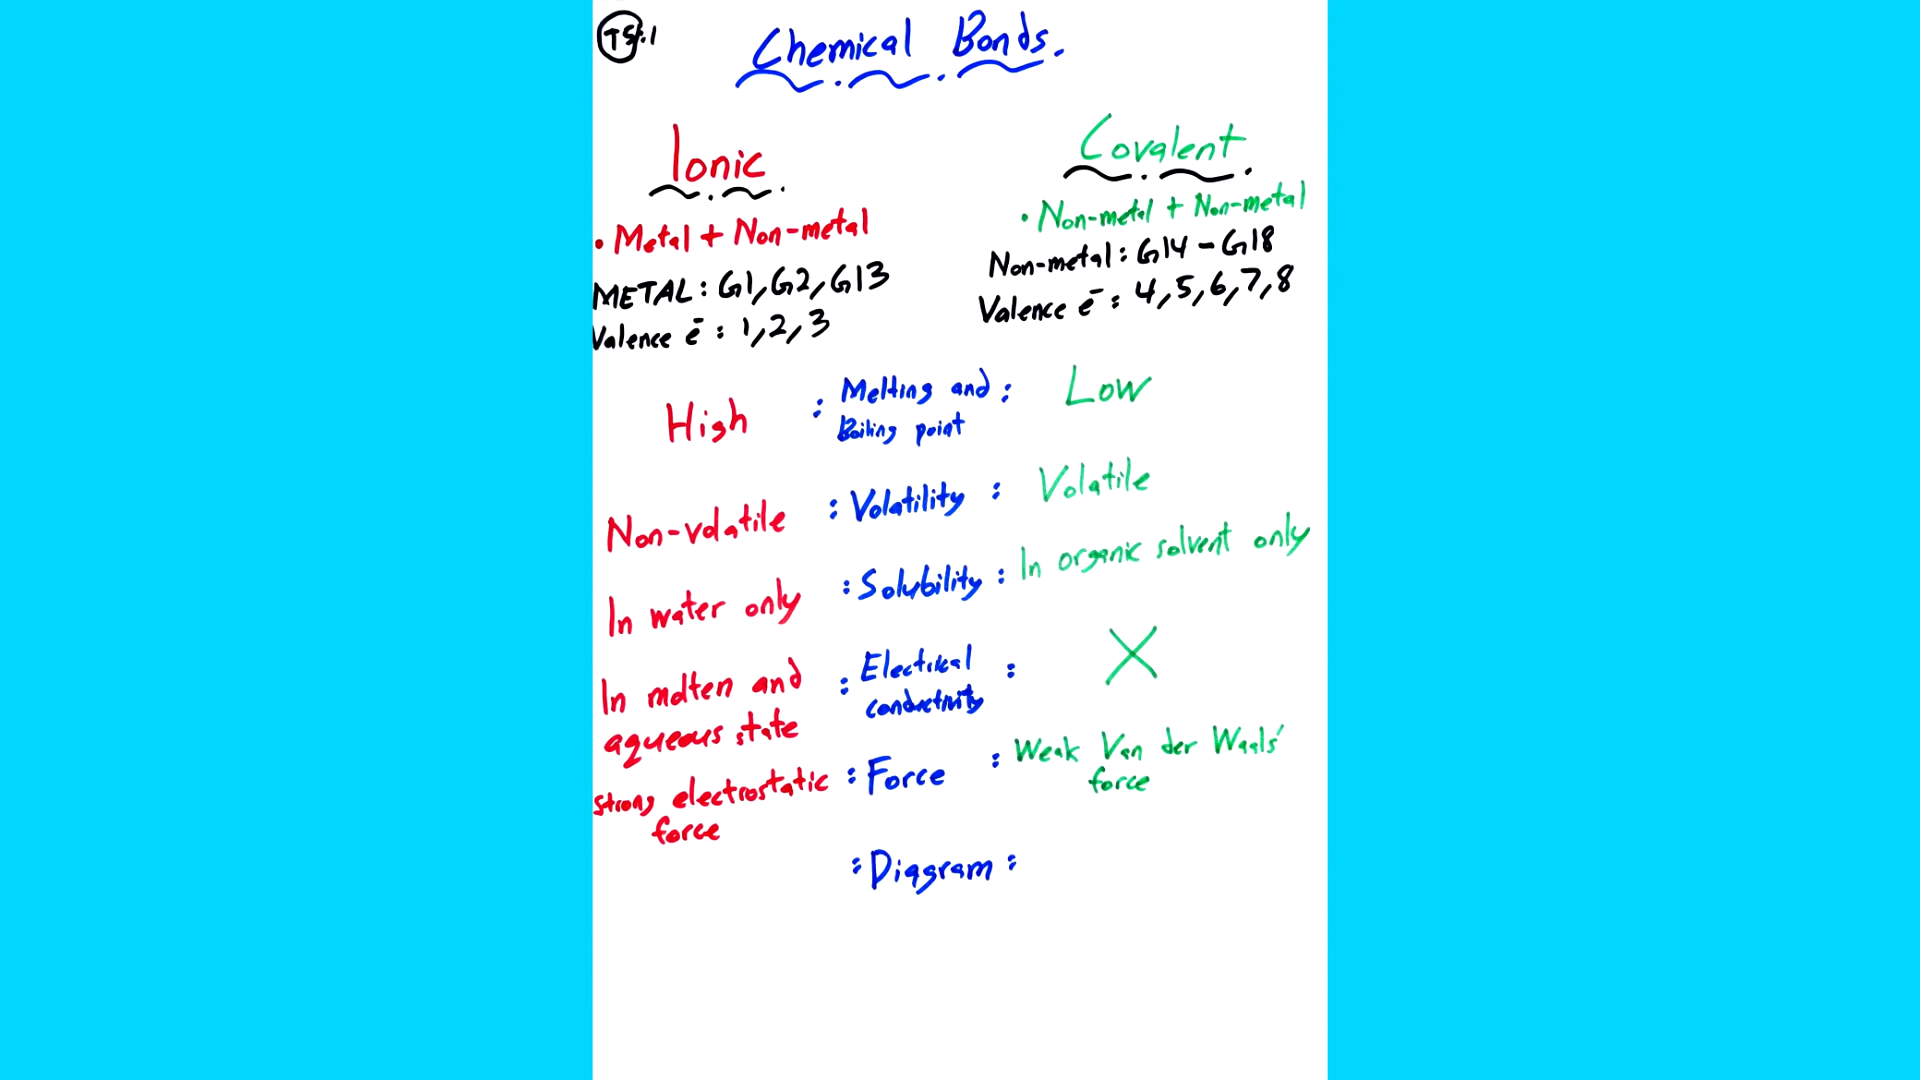 T5/.1
Chemical Bonds.
Ionic
Covalent
• Metal + Non-metal
• Non-metal + Non-metal
METAL : G1, G2, G13
Non-metal : G14 - G18
Valence e⁻ : 1, 2, 3
Valence e⁻ : 4, 5, 6, 7, 8
High : Melting and : Low
Boiling point
Non-volatile : Volatility : Volatile
In water only : Solubility : In organic solvent only
In molten and : Electrical : X
aqueous state conductivity
strong electrostatic : Force : Weak Van der Waals'
force force
: Diagram :